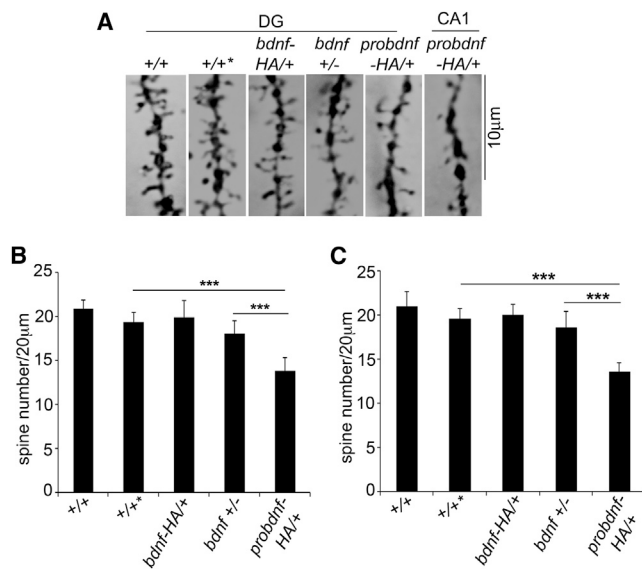 A
DG
CA1
+/+
+/+*
bdnf-
HA/+
bdnf
+/-
probdnf
-HA/+
probdnf
-HA/+
10μm
B
spine number/20μm
25
20
15
10
5
0
***
***
+/+
+/+*
bdnf-HA/+
bdnf +/-
probdnf-
HA/+
C
spine number/20μm
25
20
15
10
5
0
***
***
+/+
+/+*
bdnf-HA/+
bdnf +/-
probdnf-
HA/+